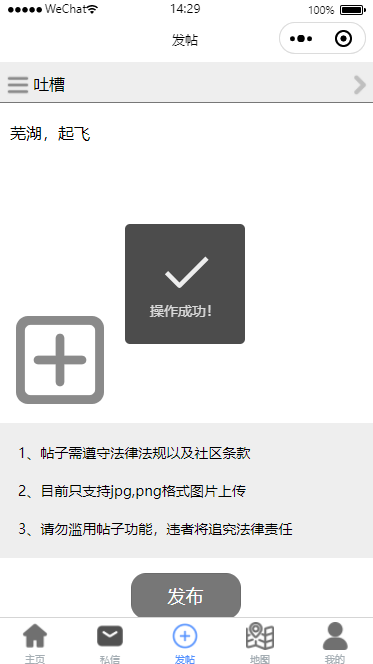 WeChat
14:29
100%
发帖
吐槽
芜湖，起飞
操作成功！
1、帖子需遵守法律法规以及社区条款
2、目前只支持jpg,png格式图片上传
3、请勿滥用帖子功能，违者将追究法律责任
发布
主页
私信
发帖
地图
我的